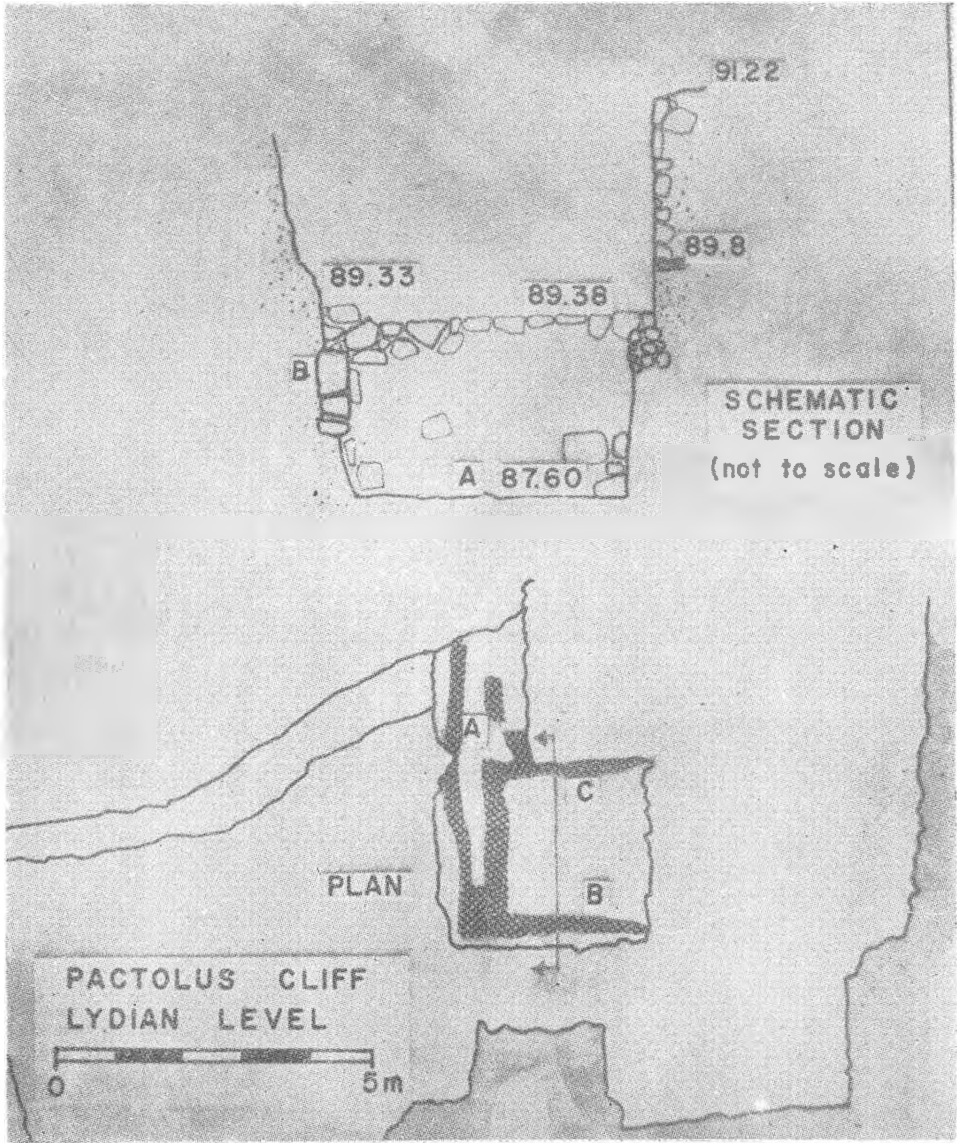 91.22
89.8
89.33
89.38
B
SCHEMATIC
SECTION
(not to scale)
A 87.60
A
C
B
PLAN
PACTOLUS CLIFF
LYDIAN LEVEL
0 5m